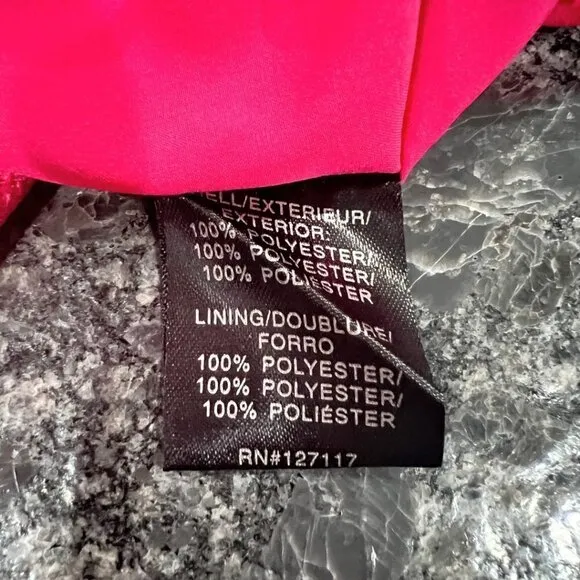 ELL/EXTERIEUR/
EXTERIOR:
100% POLYESTER/
100% POLYESTER/
100% POLIÉSTER
LINING/DOUBLURE/
FORRO
100% POLYESTER/
100% POLYESTER/
100% POLIÉSTER
RN#127117